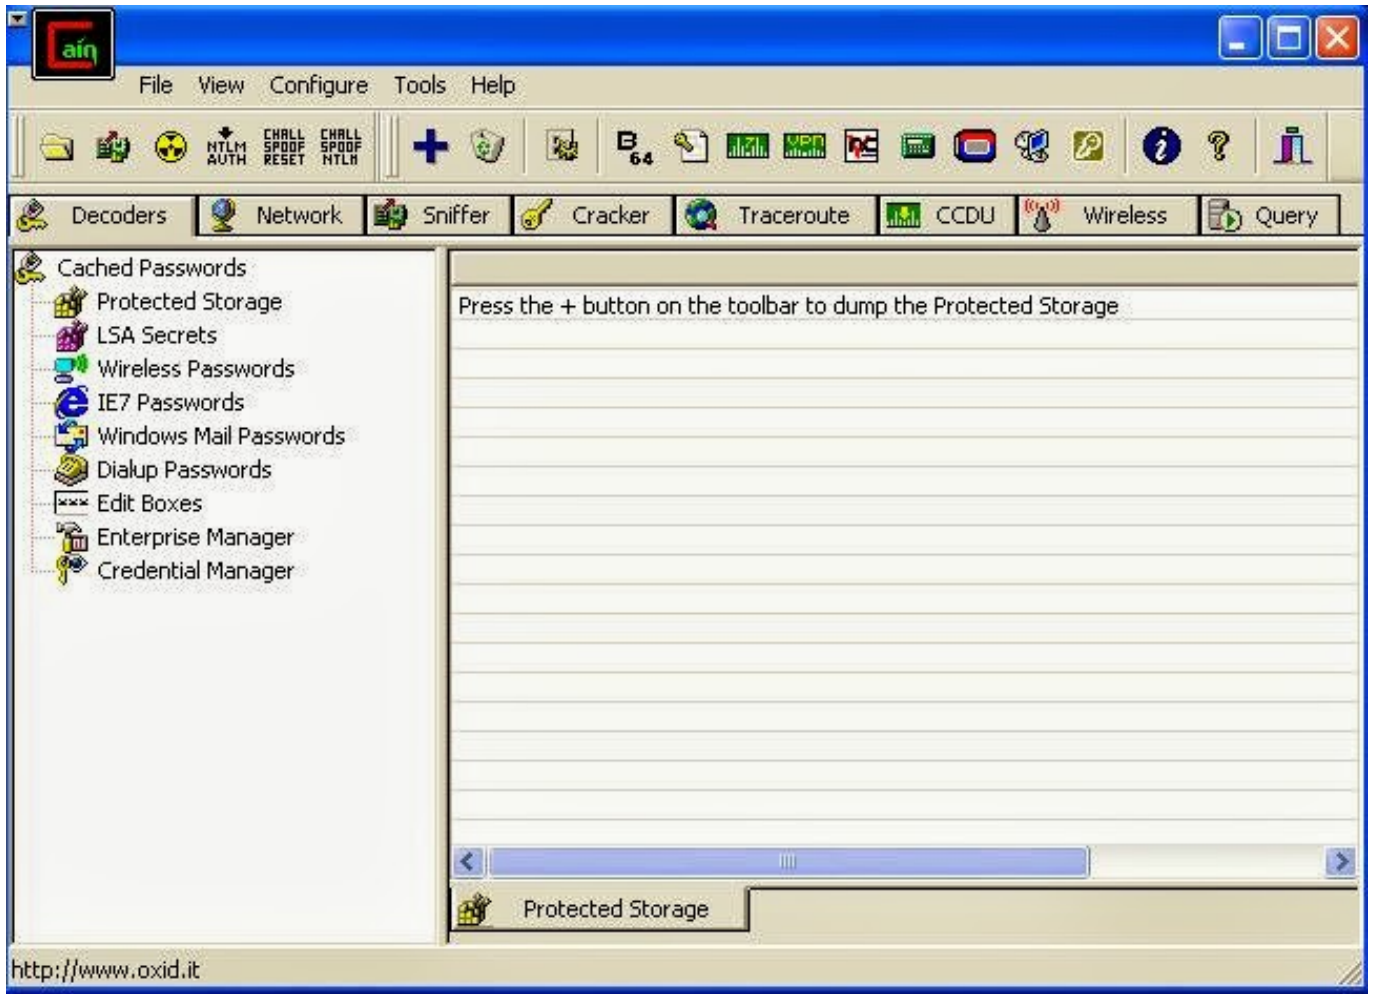 Cain
File View Configure Tools Help
NTLM AUTH CHALL SPOOF RESET CHALL SPOOF NTLM B64
Decoders Network Sniffer Cracker Traceroute CCDU Wireless Query
Cached Passwords
Protected Storage
LSA Secrets
Wireless Passwords
IE7 Passwords
Windows Mail Passwords
Dialup Passwords
Edit Boxes
Enterprise Manager
Credential Manager
Press the + button on the toolbar to dump the Protected Storage
Protected Storage
http://www.oxid.it